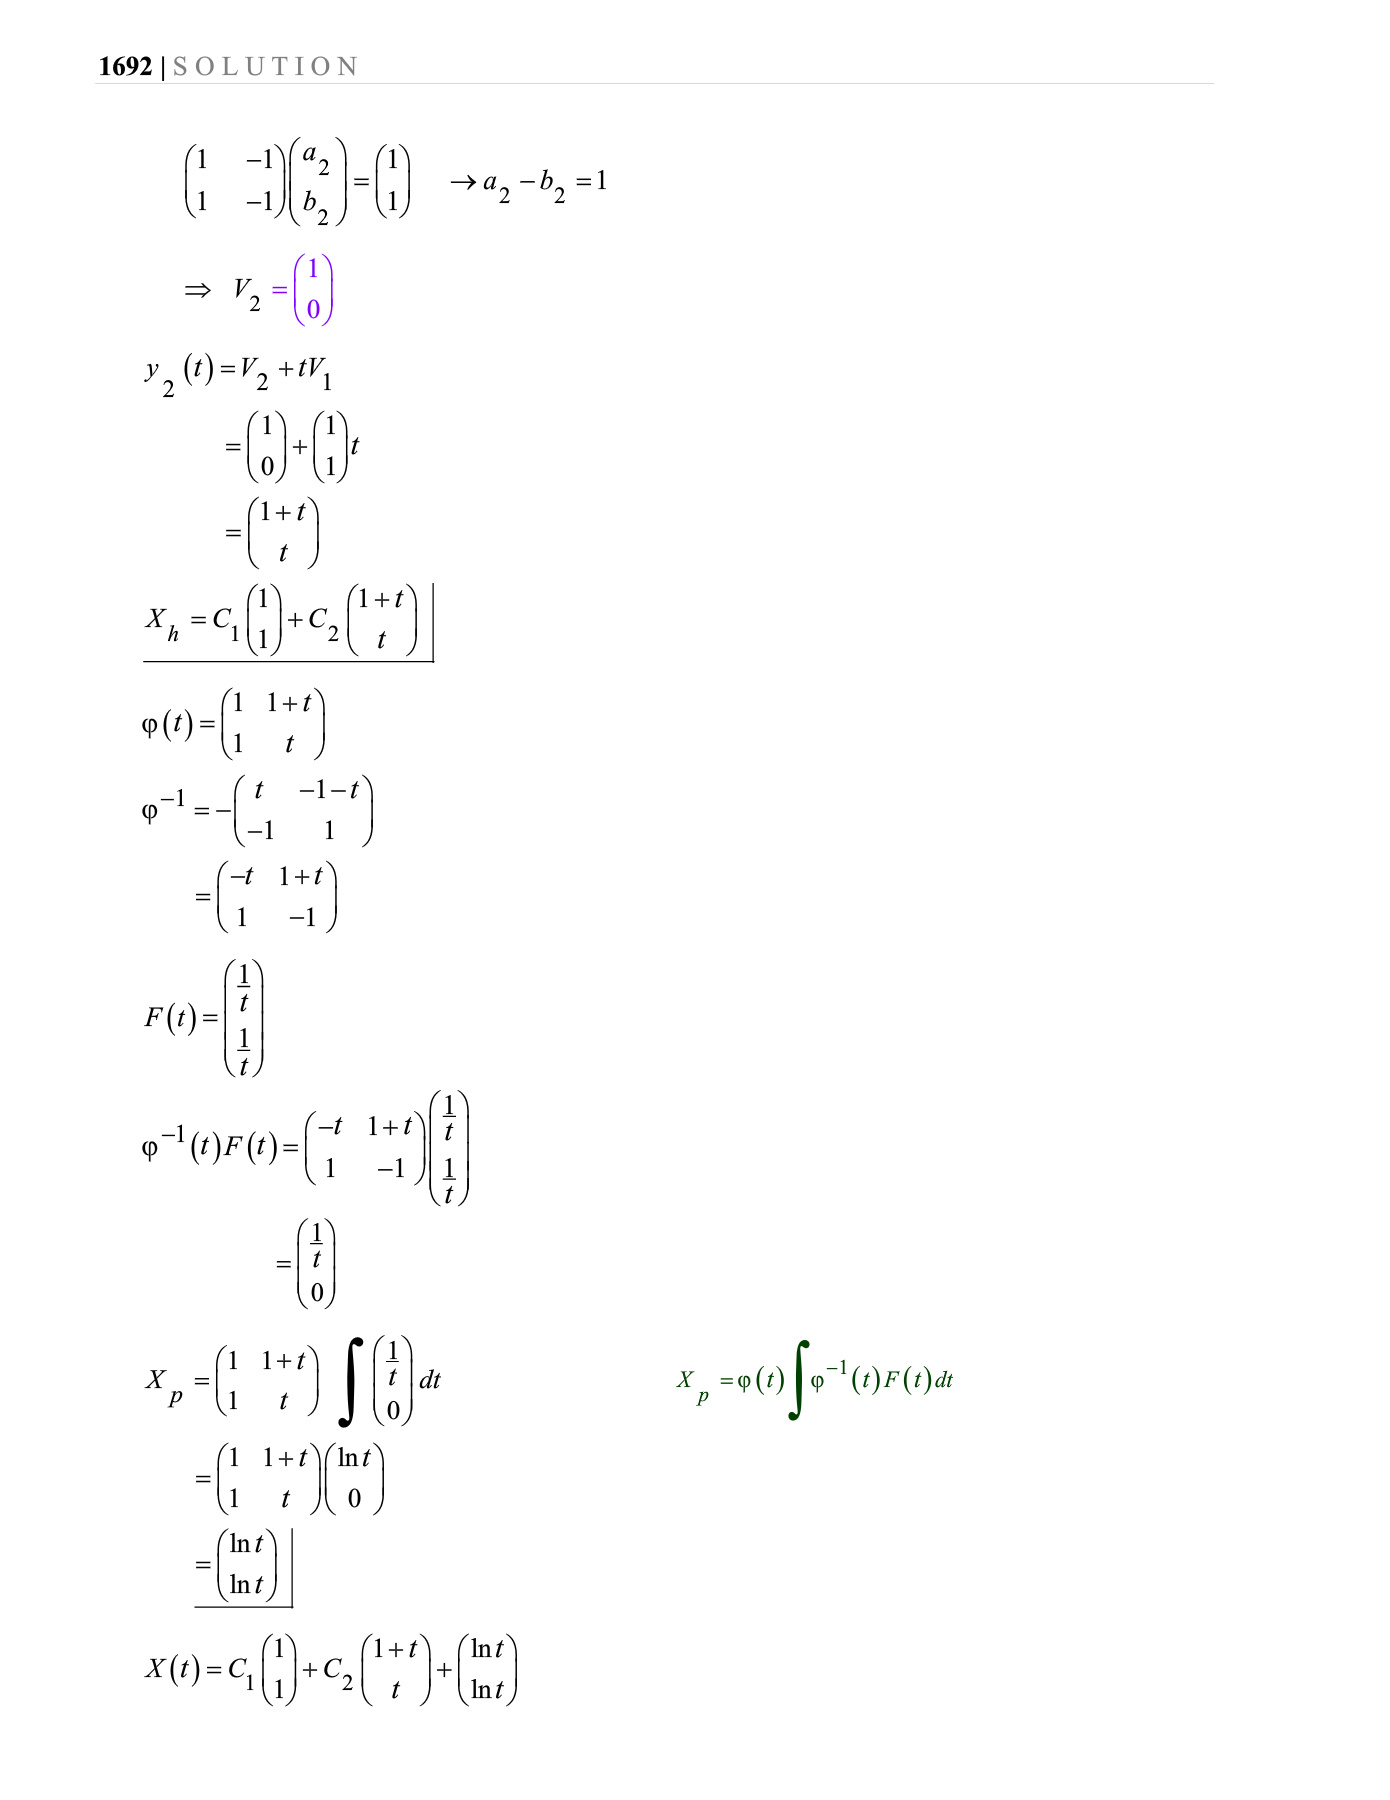 1692 | SOLUTION
\begin{pmatrix} 1 & -1 \\ 1 & -1 \end{pmatrix} \begin{pmatrix} a_2 \\ b_2 \end{pmatrix} = \begin{pmatrix} 1 \\ 1 \end{pmatrix} \rightarrow a_2 - b_2 = 1
\Rightarrow V_2 = \begin{pmatrix} 1 \\ 0 \end{pmatrix}
y_2(t) = V_2 + tV_1
= \begin{pmatrix} 1 \\ 0 \end{pmatrix} + \begin{pmatrix} 1 \\ 1 \end{pmatrix} t
= \begin{pmatrix} 1+t \\ t \end{pmatrix}
X_h = C_1 \begin{pmatrix} 1 \\ 1 \end{pmatrix} + C_2 \begin{pmatrix} 1+t \\ t \end{pmatrix}
φ(t) = \begin{pmatrix} 1 & 1+t \\ 1 & t \end{pmatrix}
φ^{-1} = -\begin{pmatrix} t & -1-t \\ -1 & 1 \end{pmatrix}
= \begin{pmatrix} -t & 1+t \\ 1 & -1 \end{pmatrix}
F(t) = \begin{pmatrix} \frac{1}{t} \\ \frac{1}{t} \end{pmatrix}
φ^{-1}(t)F(t) = \begin{pmatrix} -t & 1+t \\ 1 & -1 \end{pmatrix} \begin{pmatrix} \frac{1}{t} \\ \frac{1}{t} \end{pmatrix}
= \begin{pmatrix} \frac{1}{t} \\ 0 \end{pmatrix}
X_p = \begin{pmatrix} 1 & 1+t \\ 1 & t \end{pmatrix} \int \begin{pmatrix} \frac{1}{t} \\ 0 \end{pmatrix} dt X_p = φ(t) \int φ^{-1}(t)F(t)dt
= \begin{pmatrix} 1 & 1+t \\ 1 & t \end{pmatrix} \begin{pmatrix} \ln t \\ 0 \end{pmatrix}
= \begin{pmatrix} \ln t \\ \ln t \end{pmatrix}
X(t) = C_1 \begin{pmatrix} 1 \\ 1 \end{pmatrix} + C_2 \begin{pmatrix} 1+t \\ t \end{pmatrix} + \begin{pmatrix} \ln t \\ \ln t \end{pmatrix}